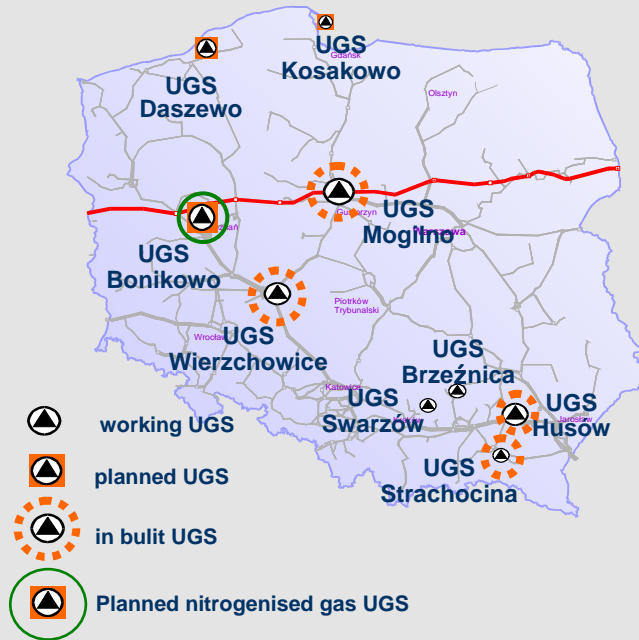 UGS
Kosakowo
Gdańsk
UGS
Daszewo
Olsztyn
UGS
Mogilno
Warszawa
UGS
Bonikowo
Piotrków
Trybunalski
Wrocław
UGS
Wierzchowice
UGS
Brzeźnica
Katowice
UGS
Swarzów
UGS
Husów
Jarosław
UGS
Strachocina
working UGS
planned UGS
in bulit UGS
Planned nitrogenised gas UGS